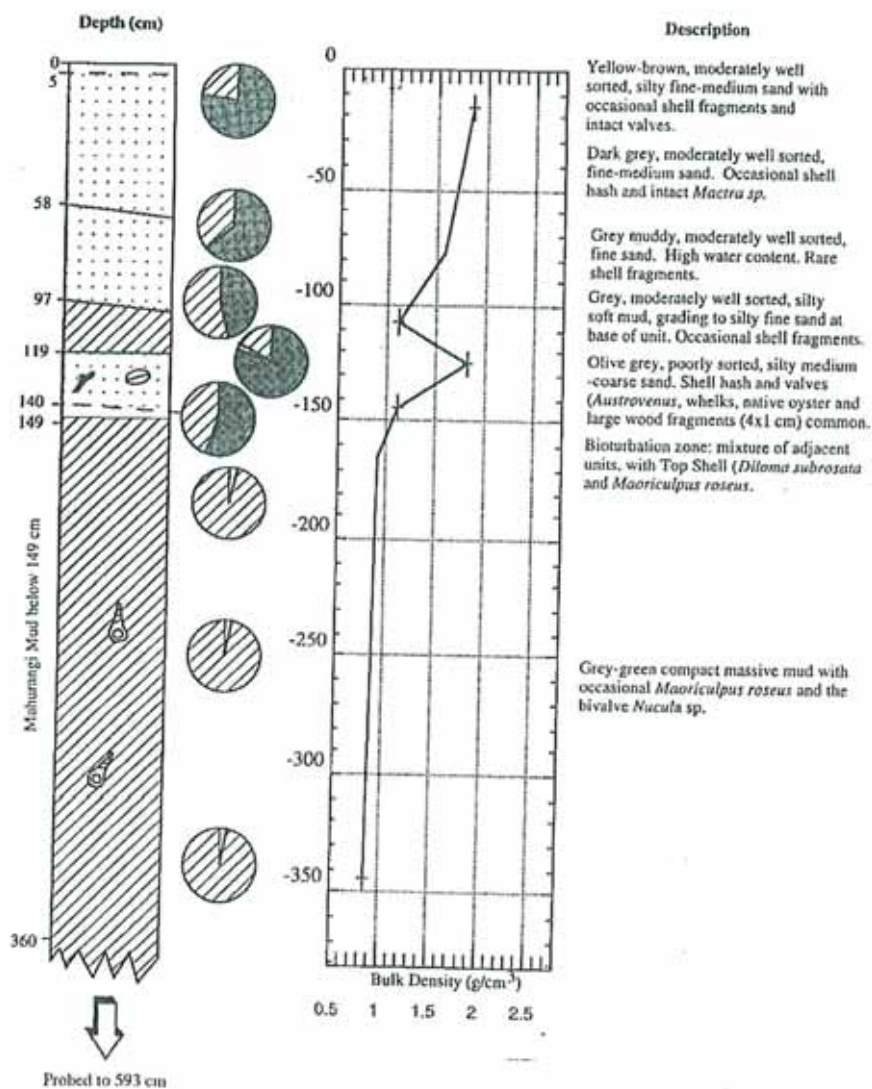 Depth (cm)
0
5
58
97
119
140
149
360
Mahurangi Mud below 149 cm
Probed to 593 cm
0
-50
-100
-150
-200
-250
-300
-350
Bulk Density (g/cm³)
0.5 1 1.5 2 2.5
Description
Yellow-brown, moderately well
sorted, silty fine-medium sand with
occasional shell fragments and
intact valves.
Dark grey, moderately well sorted,
fine-medium sand. Occasional shell
hash and intact Mactra sp.
Grey muddy, moderately well sorted,
fine sand. High water content. Rare
shell fragments.
Grey, moderately well sorted, silty
soft mud, grading to silty fine sand at
base of unit. Occasional shell fragments.
Olive grey, poorly sorted, silty medium
-coarse sand. Shell hash and valves
(Austrovenus, whelks, native oyster and
large wood fragments (4x1 cm) common.
Bioturbation zone: mixture of adjacent
units, with Top Shell (Diloma subrosata
and Maoriculpus roseus.
Grey-green compact massive mud with
occasional Maoriculpus roseus and the
bivalve Nucula sp.